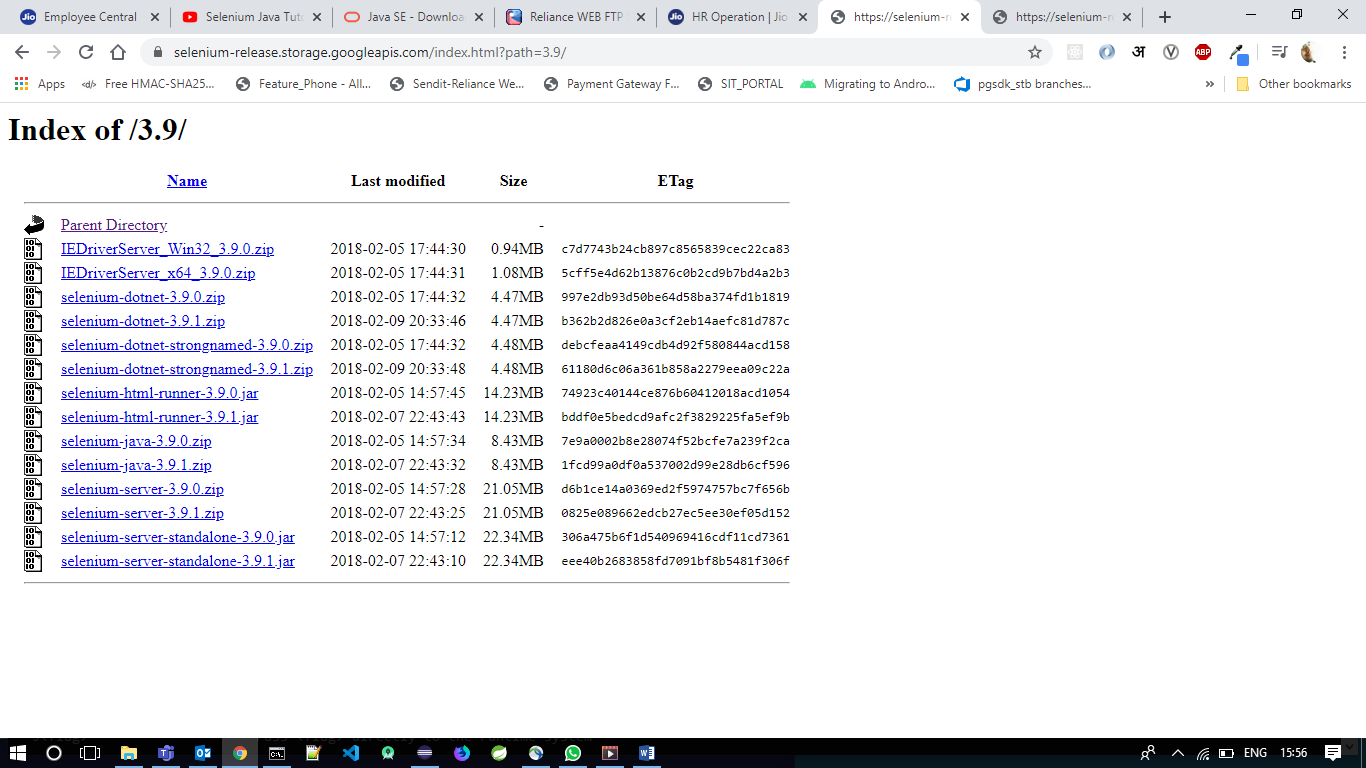 Employee Central
Selenium Java Tut
Java SE - Downloa
Reliance WEB FTP
HR Operation | Jio
https://selenium-r
https://selenium-r
selenium-release.storage.googleapis.com/index.html?path=3.9/
Apps
Free HMAC-SHA25...
Feature_Phone - All...
Sendit-Reliance We...
Payment Gateway F...
SIT_PORTAL
Migrating to Andro...
pgsdk_stb branches...
»
Other bookmarks
Index of /3.9/
Name Last modified Size ETag
Parent Directory -
IEDriverServer_Win32_3.9.0.zip 2018-02-05 17:44:30 0.94MB c7d7743b24cb897c8565839cec22ca83
IEDriverServer_x64_3.9.0.zip 2018-02-05 17:44:31 1.08MB 5cff5e4d62b13876c0b2cd9b7bd4a2b3
selenium-dotnet-3.9.0.zip 2018-02-05 17:44:32 4.47MB 997e2db93d50be64d58ba374fd1b1819
selenium-dotnet-3.9.1.zip 2018-02-09 20:33:46 4.47MB b362b2d826e0a3cf2eb14aefc81d787c
selenium-dotnet-strongnamed-3.9.0.zip 2018-02-05 17:44:32 4.48MB debcfeaa4149cdb4d92f580844acd158
selenium-dotnet-strongnamed-3.9.1.zip 2018-02-09 20:33:48 4.48MB 61180d6c06a361b858a2279eea09c22a
selenium-html-runner-3.9.0.jar 2018-02-05 14:57:45 14.23MB 74923c40144ce876b60412018acd1054
selenium-html-runner-3.9.1.jar 2018-02-07 22:43:43 14.23MB bddf0e5bedcd9afc2f3829225fa5ef9b
selenium-java-3.9.0.zip 2018-02-05 14:57:34 8.43MB 7e9a0002b8e28074f52bcfe7a239f2ca
selenium-java-3.9.1.zip 2018-02-07 22:43:32 8.43MB 1fcd99a0df0a537002d99e28db6cf596
selenium-server-3.9.0.zip 2018-02-05 14:57:28 21.05MB d6b1ce14a0369ed2f5974757bc7f656b
selenium-server-3.9.1.zip 2018-02-07 22:43:25 21.05MB 0825e089662edcb27ec5ee30ef05d152
selenium-server-standalone-3.9.0.jar 2018-02-05 14:57:12 22.34MB 306a475b6f1d540969416cdf11cd7361
selenium-server-standalone-3.9.1.jar 2018-02-07 22:43:10 22.34MB eee40b2683858fd7091bf8b5481f306f
ENG 15:56